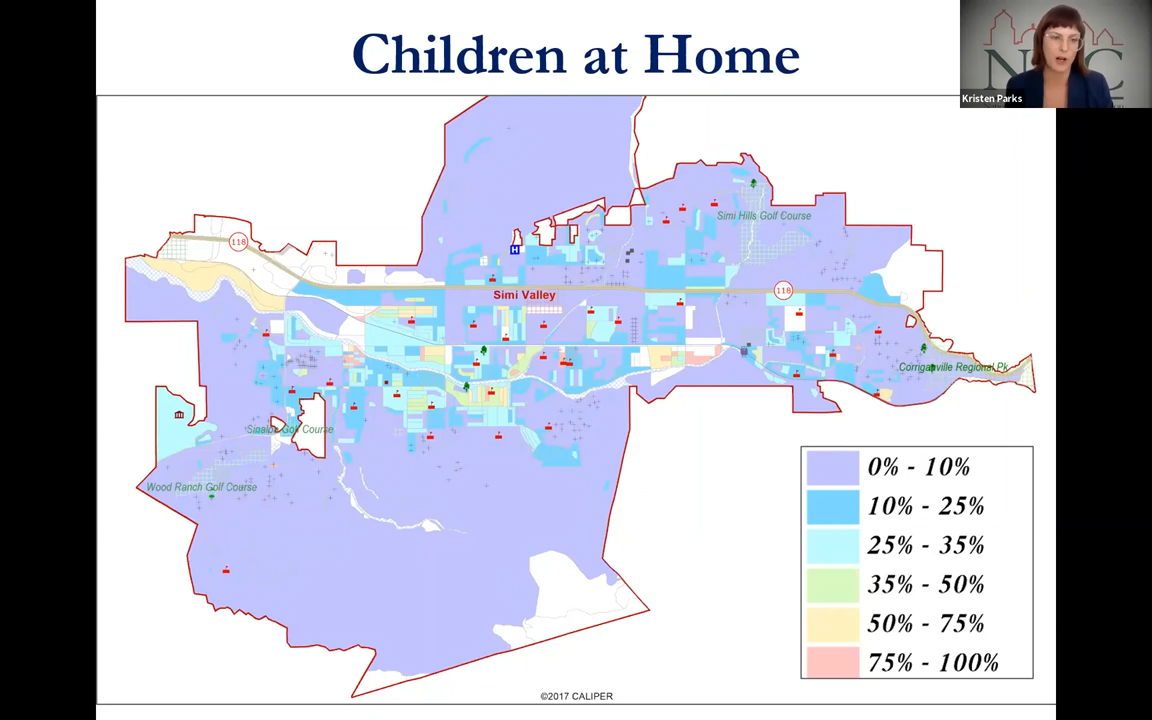 Children at Home
NDC
Kristen Parks
Simi Hills Golf Course
118
118
Simi Valley
H
Corriganville Regional Pk
Sinaloa Golf Course
Wood Ranch Golf Course
0% - 10%
10% - 25%
25% - 35%
35% - 50%
50% - 75%
75% - 100%
©2017 CALIPER